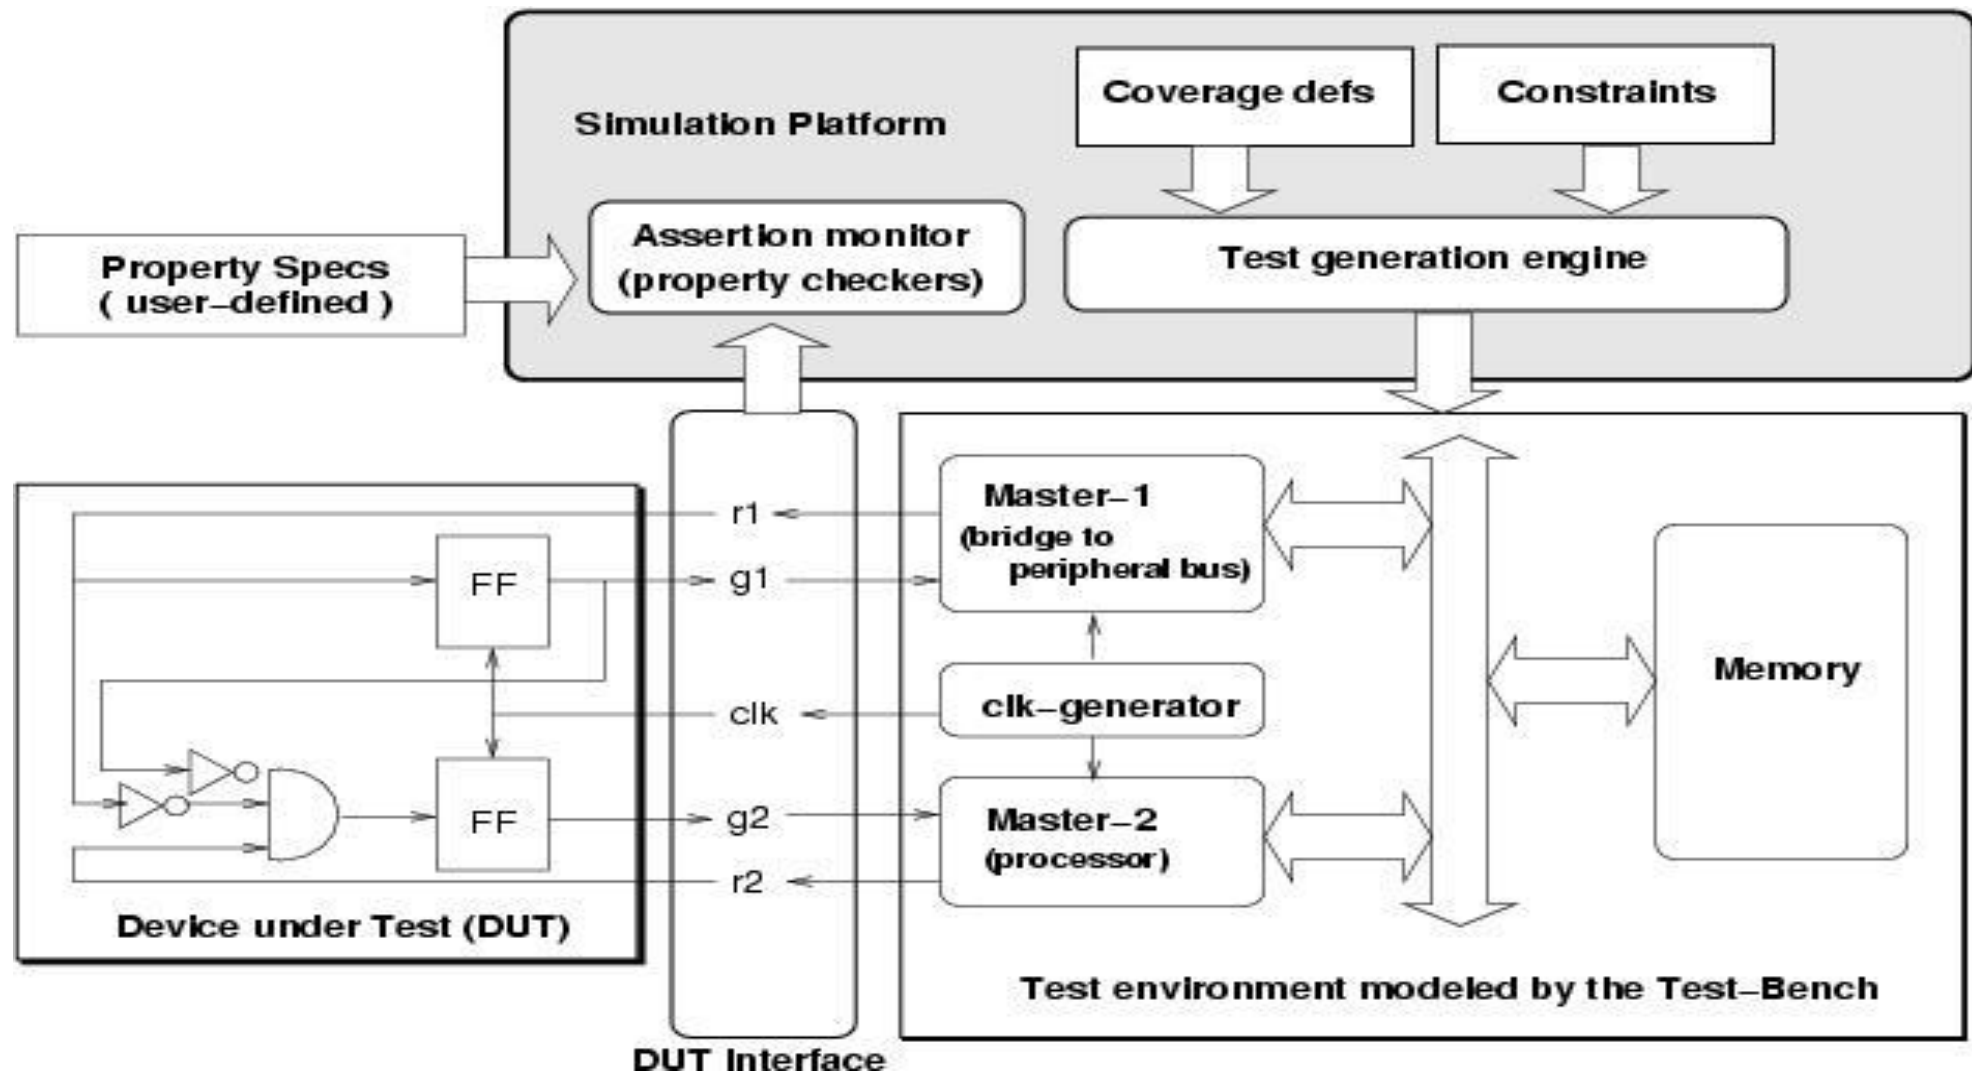 Simulation Platform
Coverage defs
Constraints
Property Specs
( user–defined )
Assertion monitor
(property checkers)
Test generation engine
r1
g1
clk
g2
r2
FF
FF
Device under Test (DUT)
DUT Interface
Master–1
(bridge to
peripheral bus)
clk–generator
Master–2
(processor)
Memory
Test environment modeled by the Test–Bench